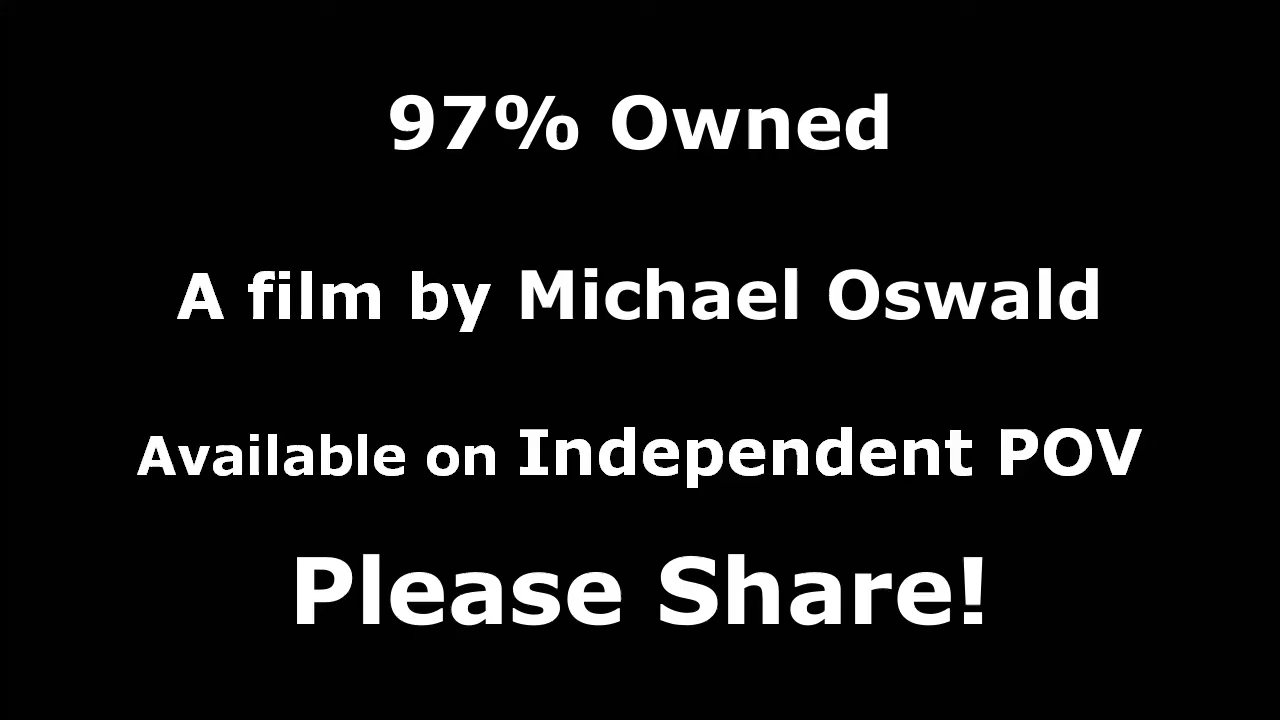 97% Owned
A film by Michael Oswald
Available on Independent POV
Please Share!